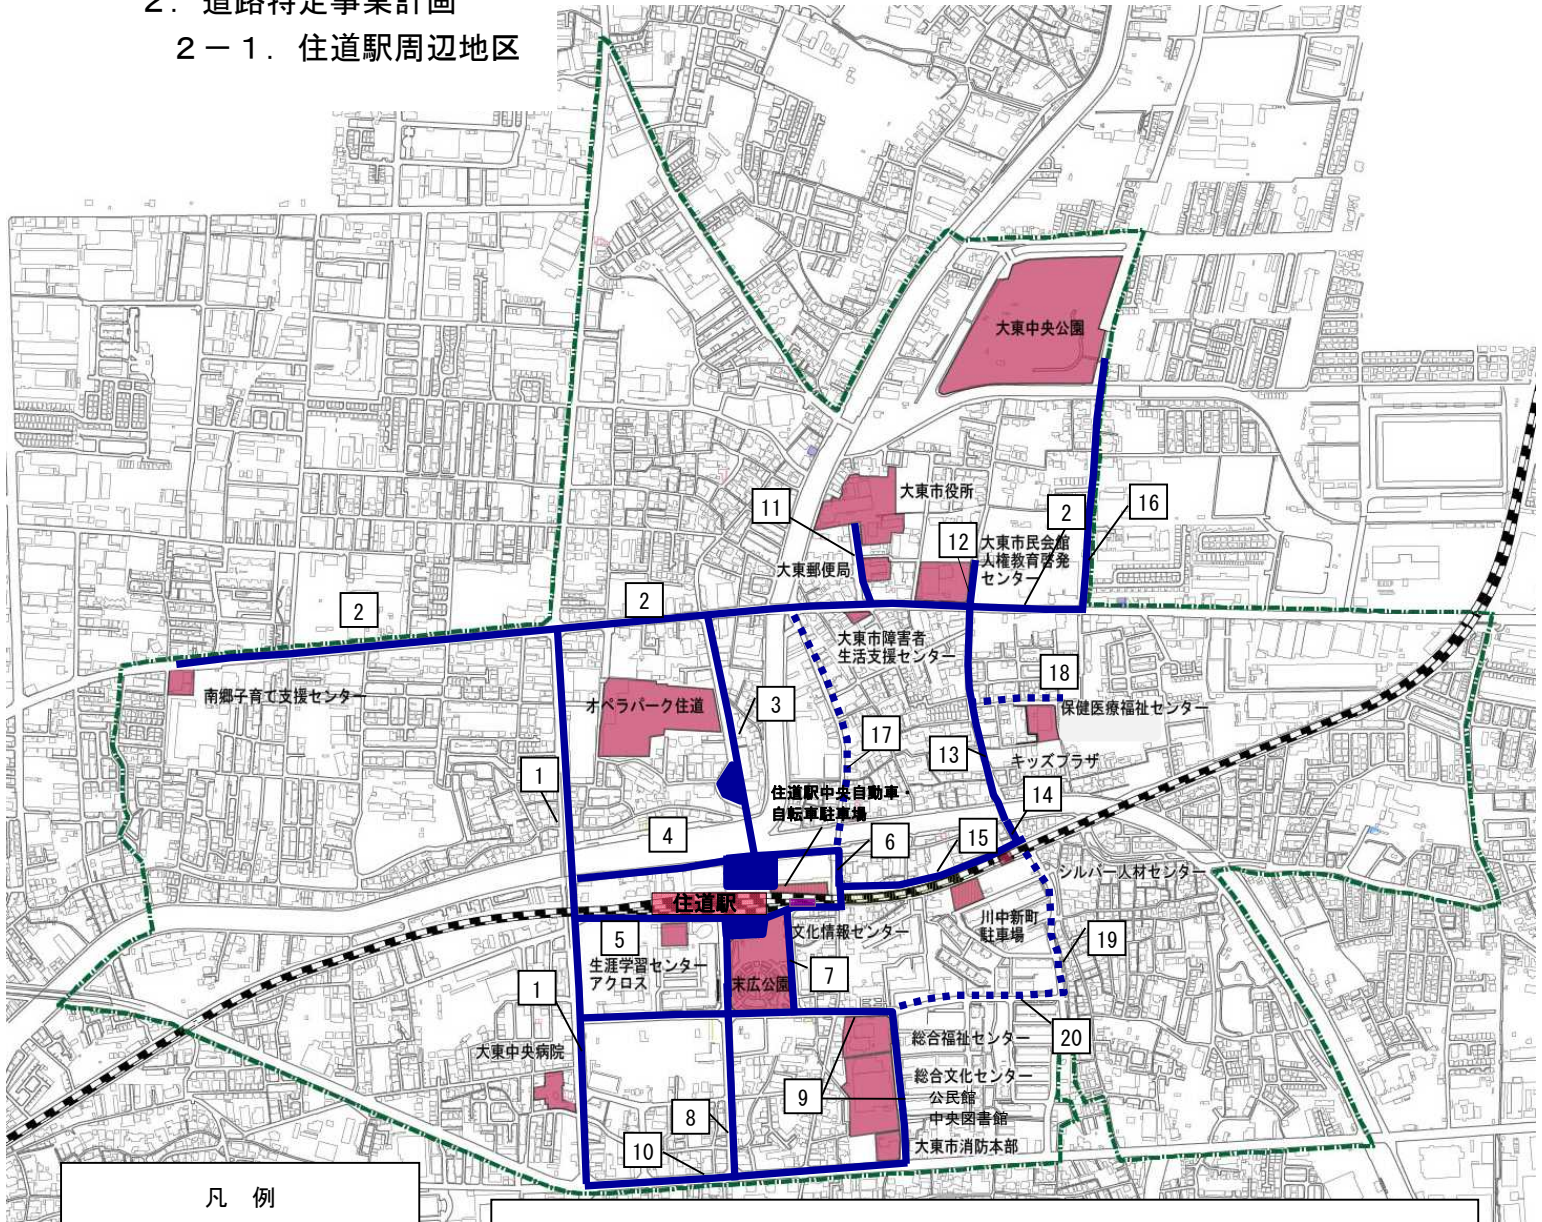 2．道路特定事業計画
2－1．住道駅周辺地区
大東中央公園
大東市役所
11
2
16
12
大東市民会館
人権教育啓発
センター
大東郵便局
2
2
大東市障害者
生活支援センター
18
南郷子育て支援センター
オペラパーク住道
3
保健医療福祉センター
17
13
キッズプラザ
1
住道駅中央自動車・
自転車駐車場
14
4
6
15
シルバー人材センター
住道駅
川中新町
駐車場
5
文化情報センター
19
生涯学習センター
アクロス
7
1
末広公園
総合福祉センター
20
大東中央病院
総合文化センター
9
公民館
8
中央図書館
10
大東市消防本部
凡 例